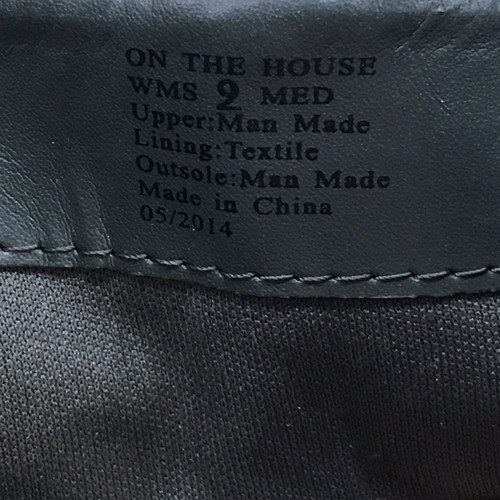 ON THE HOUSE
WMS 9 MED
Upper:Man Made
Lining:Textile
Outsole:Man Made
Made in China
05/2014